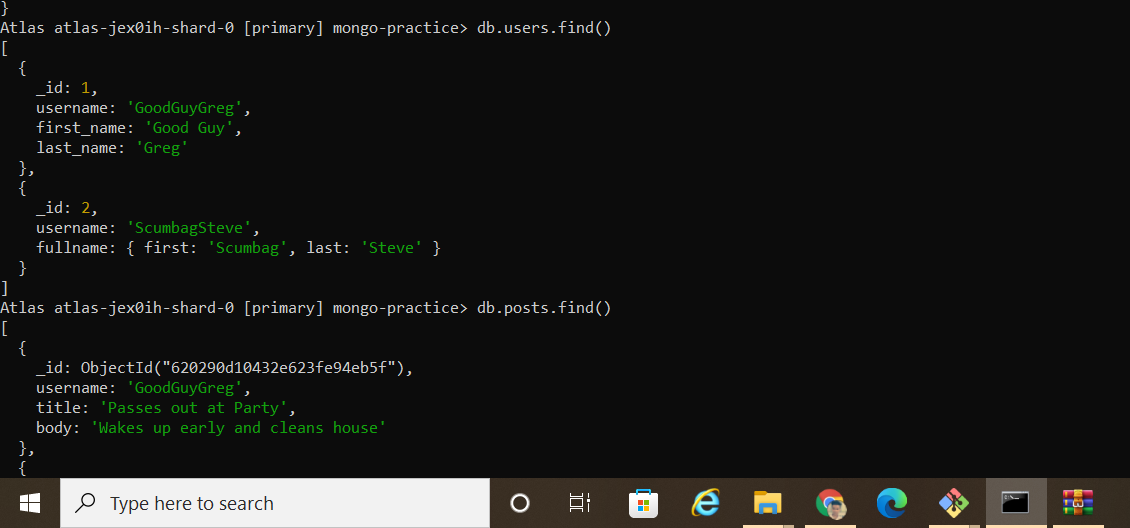 }
Atlas atlas-jex0ih-shard-0 [primary] mongo-practice> db.users.find()
[
  {
    _id: 1,
    username: 'GoodGuyGreg',
    first_name: 'Good Guy',
    last_name: 'Greg'
  },
  {
    _id: 2,
    username: 'ScumbagSteve',
    fullname: { first: 'Scumbag', last: 'Steve' }
  }
]
Atlas atlas-jex0ih-shard-0 [primary] mongo-practice> db.posts.find()
[
  {
    _id: ObjectId("620290d10432e623fe94eb5f"),
    username: 'GoodGuyGreg',
    title: 'Passes out at Party',
    body: 'Wakes up early and cleans house'
  },
  {
Type here to search